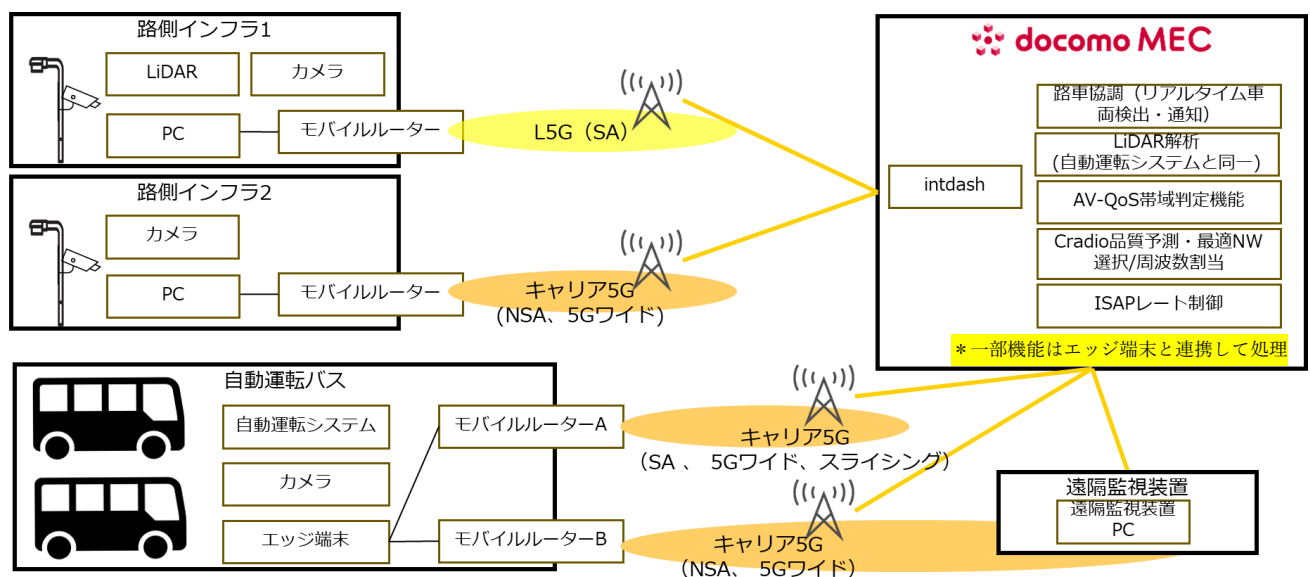 路側インフラ1
LiDAR
カメラ
PC
モバイルルーター
L5G（SA）
路側インフラ2
カメラ
PC
モバイルルーター
キャリア5G
(NSA、5Gワイド)
docomo MEC
intdash
路車協調（リアルタイム車
両検出・通知）
LiDAR解析
(自動運転システムと同一)
AV-QoS帯域判定機能
Cradio品質予測・最適NW
選択/周波数割当
ISAPレート制御
＊一部機能はエッジ端末と連携して処理
自動運転バス
自動運転システム
カメラ
エッジ端末
モバイルルーターA
モバイルルーターB
キャリア5G
(SA 、 5Gワイド、スライシング)
キャリア5G
(NSA、 5Gワイド)
遠隔監視装置
遠隔監視装置
PC